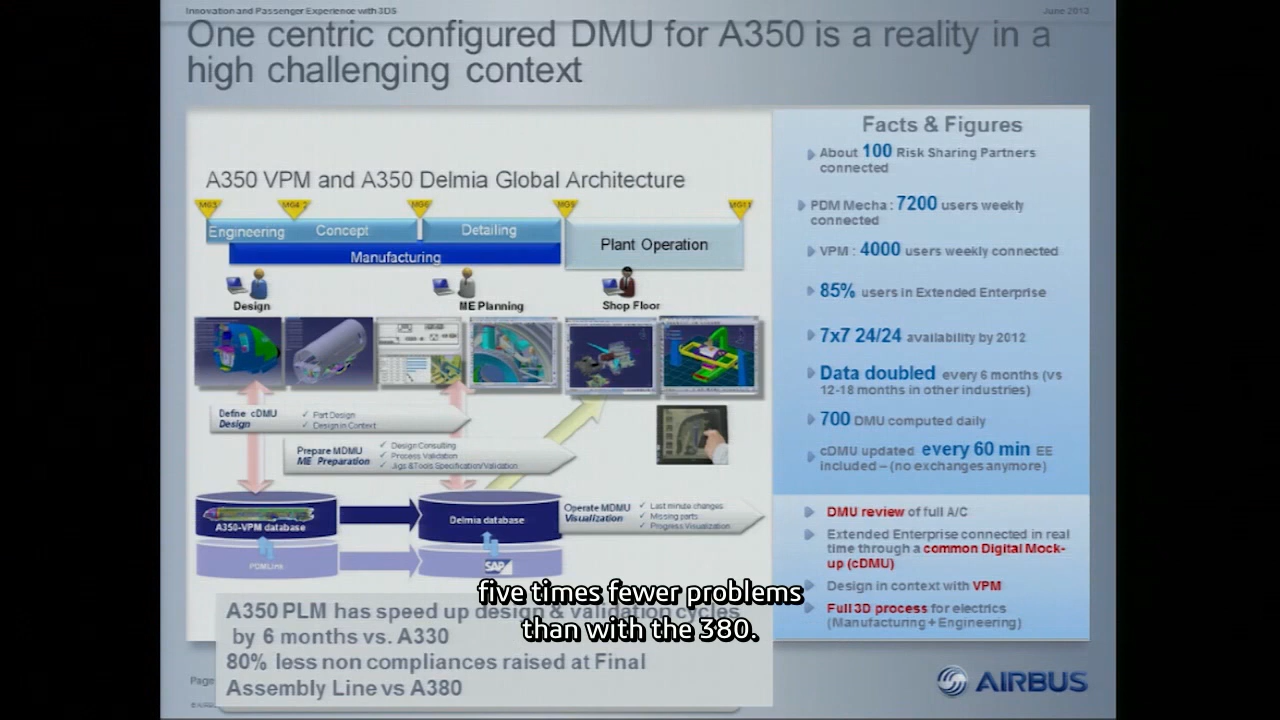 Innovation and Passenger Experience with 3DS
June 2013
One centric configured DMU for A350 is a reality in a
high challenging context
A350 VPM and A350 Delmia Global Architecture
MG3
MG4.2
MG6
MG9
MG11
Engineering
Concept
Detailing
Plant Operation
Manufacturing
Design
ME Planning
Shop Floor
Define cDMU
Design
✓ Part Design
✓ Design in Context
Prepare MDMU
ME Preparation
✓ Design Consulting
✓ Process Validation
✓ Jigs &Tools Specification/Validation
Operate MDMU
Visualization
✓ Last minute changes
✓ Missing parts
✓ Progress Visualization
A350-VPM database
Delmia database
PDMLink
SAP
A350 PLM has speed up design & validation cycles
by 6 months vs. A330
80% less non compliances raised at Final
Assembly Line vs A380
Facts & Figures
About 100 Risk Sharing Partners
connected
PDM Mecha : 7200 users weekly
connected
VPM : 4000 users weekly connected
85% users in Extended Enterprise
7x7 24/24 availability by 2012
Data doubled every 6 months (vs
12-18 months in other industries)
700 DMU computed daily
cDMU updated every 60 min EE
included – (no exchanges anymore)
DMU review of full A/C
Extended Enterprise connected in real
time through a common Digital Mock-
up (cDMU)
Design in context with VPM
Full 3D process for electrics
(Manufacturing + Engineering)
five times fewer problems
than with the 380.
Page
AIRBUS